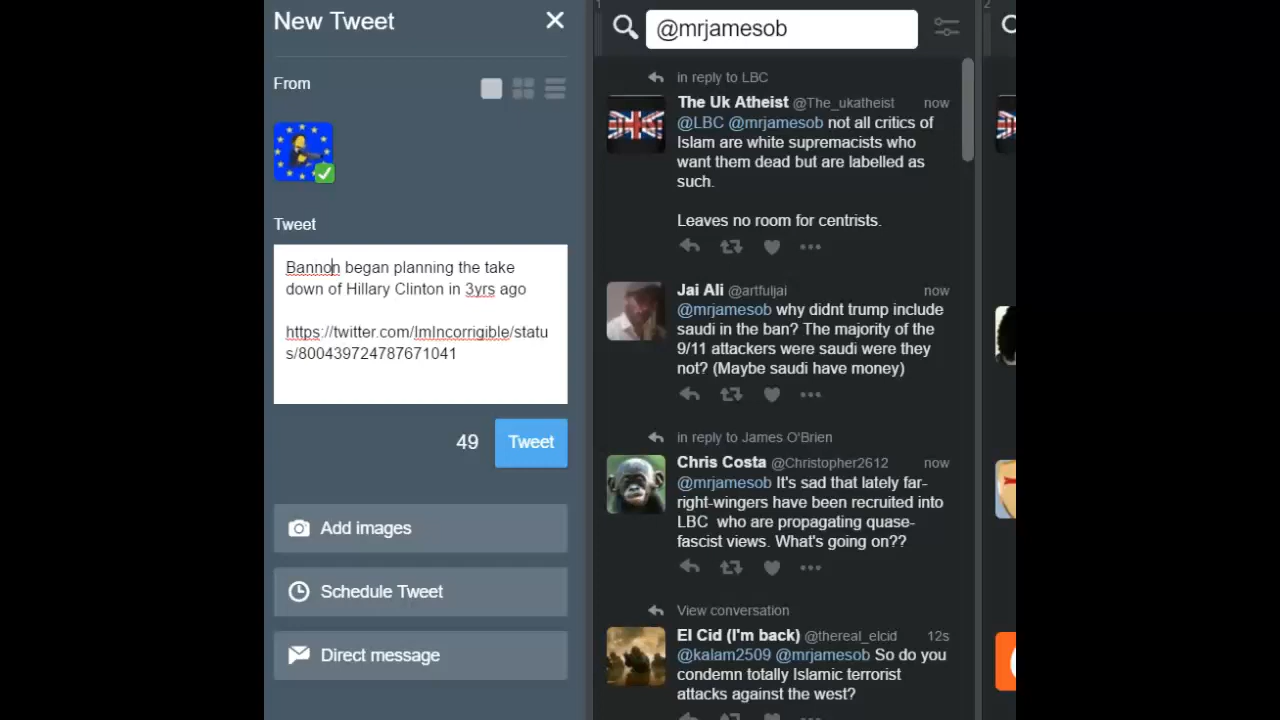 New Tweet
From
Tweet
Bannon began planning the take
down of Hillary Clinton in 3yrs ago
https://twitter.com/ImIncorrigible/statu
s/800439724787671041
49 Tweet
Add images
Schedule Tweet
Direct message
1
@mrjamesob
in reply to LBC
The Uk Atheist @The_ukatheist now
@LBC @mrjamesob not all critics of
Islam are white supremacists who
want them dead but are labelled as
such.
Leaves no room for centrists.
Jai Ali @artfuljai now
@mrjamesob why didnt trump include
saudi in the ban? The majority of the
9/11 attackers were saudi were they
not? (Maybe saudi have money)
in reply to James O'Brien
Chris Costa @Christopher2612 now
@mrjamesob It's sad that lately far-
right-wingers have been recruited into
LBC who are propagating quase-
fascist views. What's going on??
View conversation
El Cid (I'm back) @thereal_elcid 12s
@kalam2509 @mrjamesob So do you
condemn totally Islamic terrorist
attacks against the west?
2